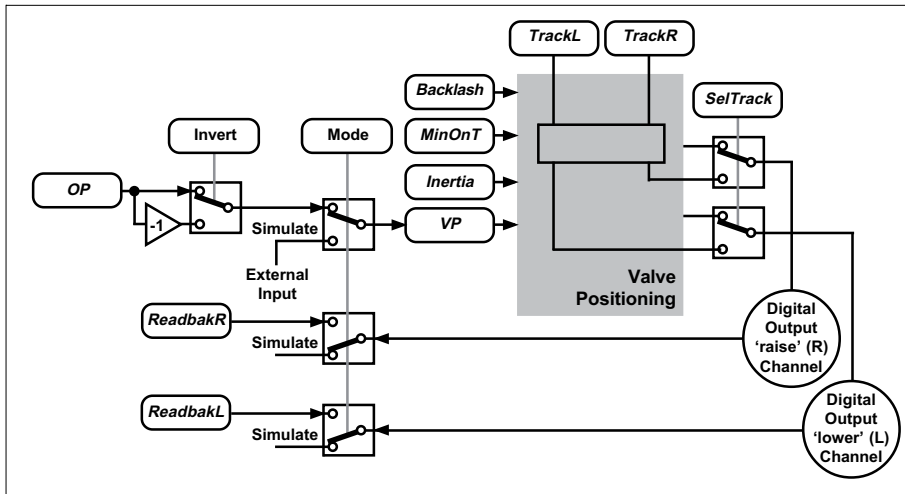 TrackL
TrackR
Backlash
SelTrack
Invert
Mode
MinOnT
OP
Inertia
-1
Simulate
VP
External
Input
Valve
Positioning
ReadbakR
Simulate
Digital
Output
‘raise’ (R)
Channel
ReadbakL
Simulate
Digital
Output
‘lower’ (L)
Channel